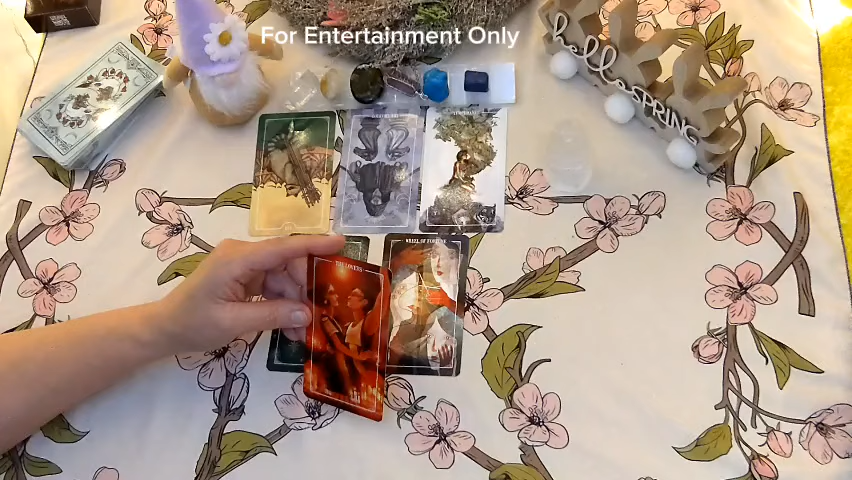 For Entertainment Only
hello
SPRING
WHEEL OF FORTUNE
THE LOVERS